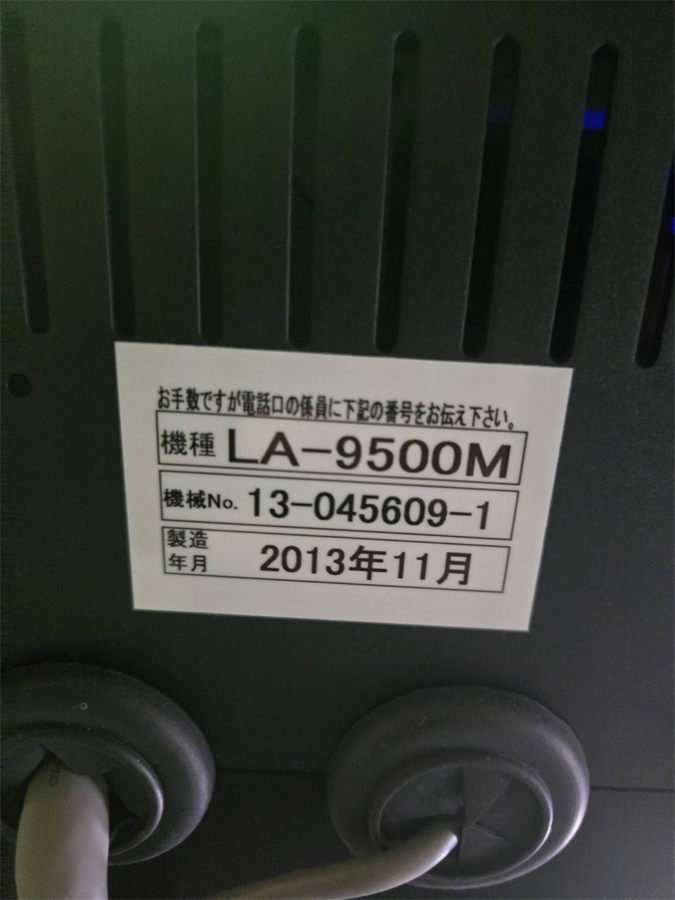 お手数ですが電話口の係員に下記の番号をお伝え下さい。
機種 LA-9500M
機械No. 13-045609-1
製造年月 2013年11月